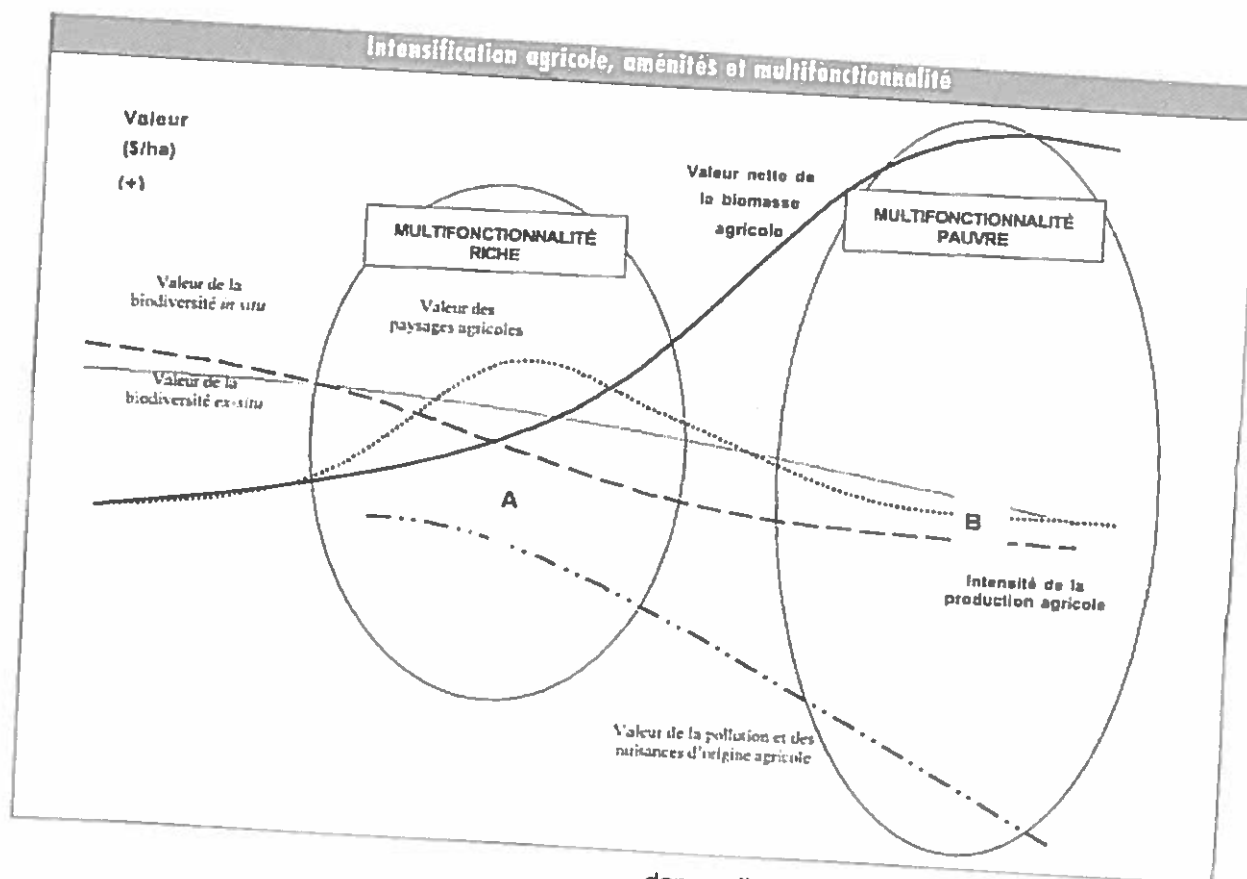 Intensification agricole, aménités et multifonctionnalité
Valeur
($/ha)
(+)
Valeur nette de
la biomasse
agricole
MULTIFONCTIONNALITÉ
RICHE
MULTIFONCTIONNALITÉ
PAUVRE
Valeur de la
biodiversité in situ
Valeur des
paysages agricoles
Valeur de la
biodiversité ex-situ
A
B
Intensité de la
production agricole
Valeur de la pollution et des
nuisances d'origine agricole